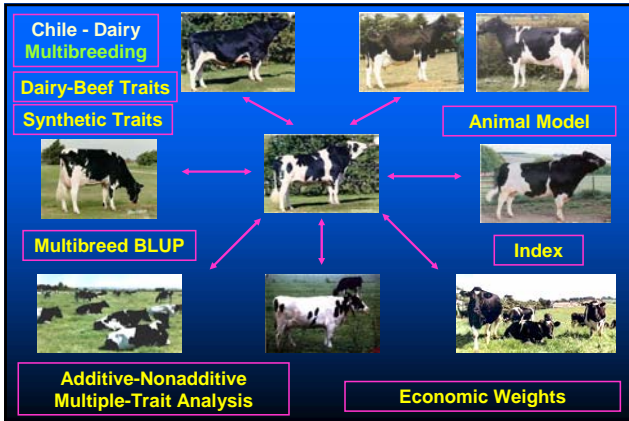 Chile - Dairy
Multibreeding
Dairy-Beef Traits
Synthetic Traits
Animal Model
Multibreed BLUP
Index
Additive-Nonadditive
Multiple-Trait Analysis
Economic Weights